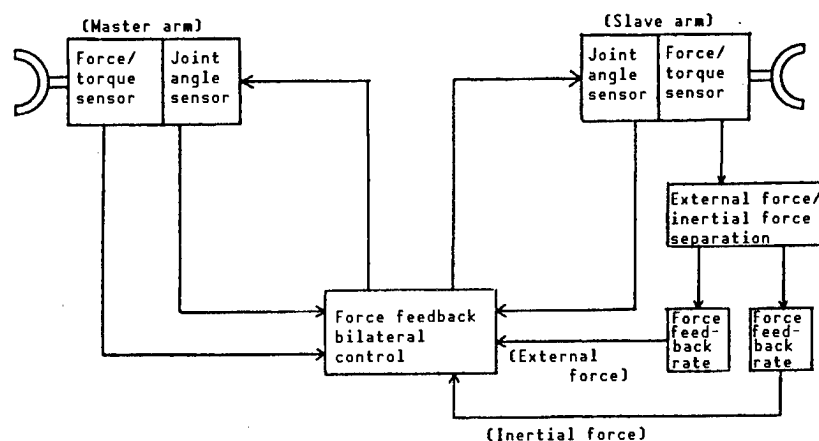 (Master arm)
Force/
torque
sensor
Joint
angle
sensor
(Slave arm)
Joint
angle
sensor
Force/
torque
sensor
External force/
inertial force
separation
Force feedback
bilateral
control
Force
feed-
back
rate
Force
feed-
back
rate
(External
force)
(Inertial force)